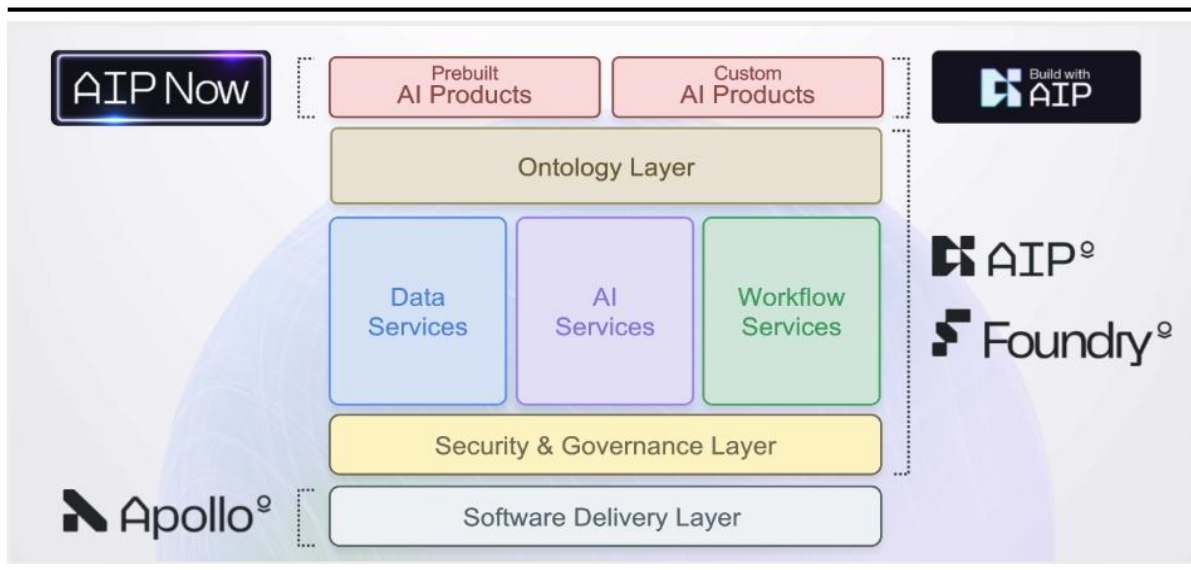 AIP Now
Prebuilt
AI Products
Custom
AI Products
Build with
AIP
Ontology Layer
Data
Services
AI
Services
Workflow
Services
AIP
Foundry
Security & Governance Layer
Apollo
Software Delivery Layer